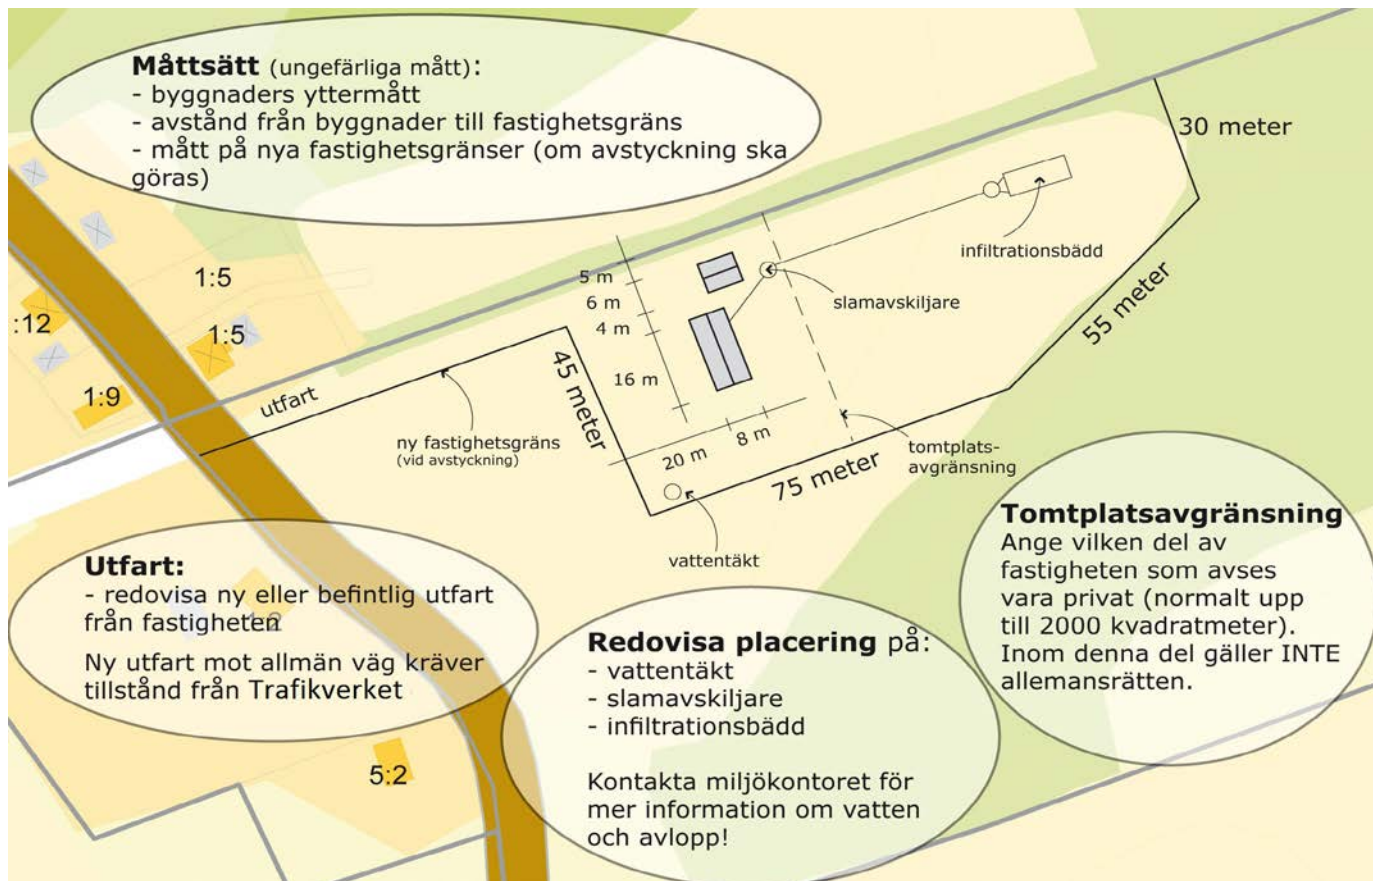 Måttsätt (ungefärliga mått):
- byggnaders yttermått
- avstånd från byggnader till fastighetsgräns
- mått på nya fastighetsgränser (om avstyckning ska
göras)
30 meter
infiltrationsbädd
1:5
5 m
slamavskiljare
6 m
:12
1:5
4 m
55 meter
45 meter
16 m
1:9
utfart
ny fastighetsgräns
(vid avstyckning)
8 m
20 m
tomtplats-
avgränsning
75 meter
vattentäkt
Tomtplatsavgränsning
Ange vilken del av
fastigheten som avses
vara privat (normalt upp
till 2000 kvadratmeter).
Inom denna del gäller INTE
allemansrätten.
Utfart:
- redovisa ny eller befintlig utfart
från fastigheten
1:2
Ny utfart mot allmän väg kräver
tillstånd från Trafikverket
Redovisa placering på:
- vattentäkt
- slamavskiljare
- infiltrationsbädd
Kontakta miljökontoret för
mer information om vatten
och avlopp!
5:2